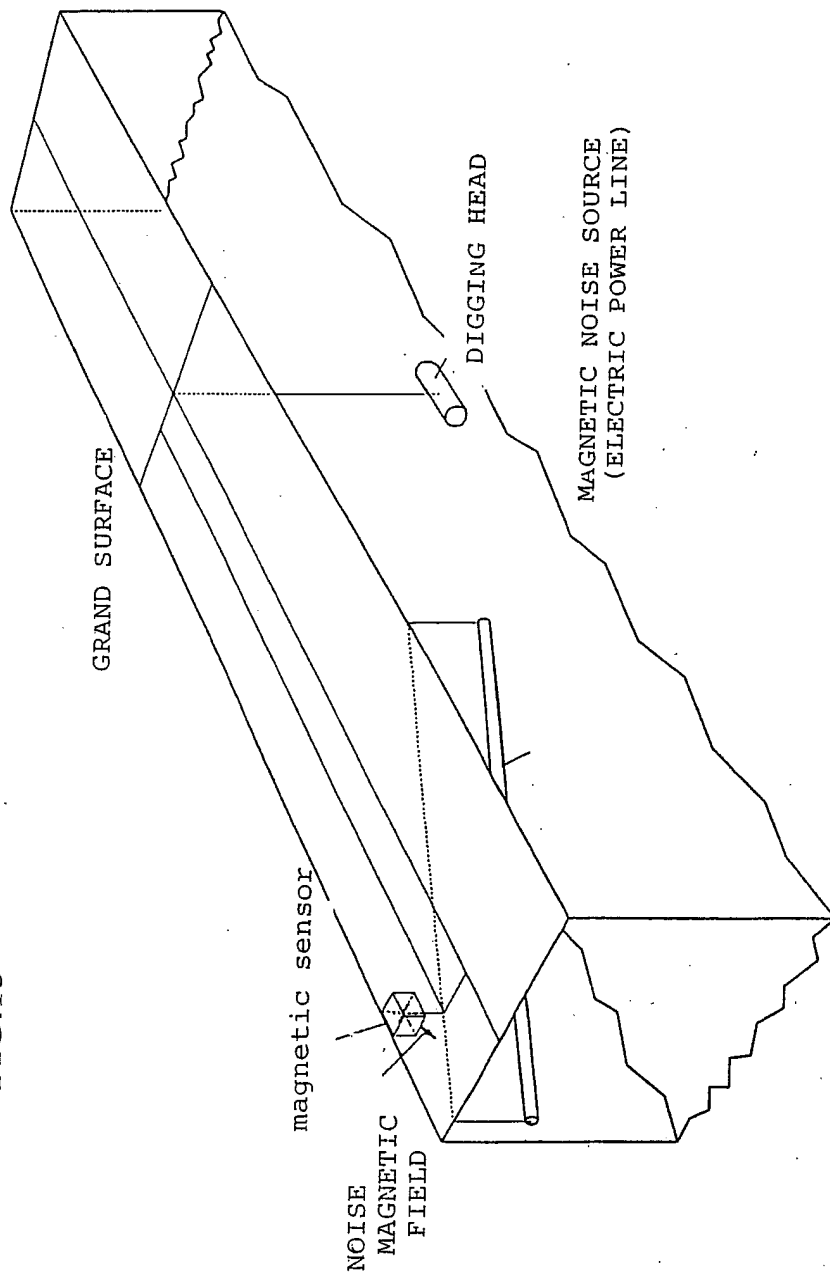 GRAND SURFACE
magnetic sensor
NOISE
MAGNETIC
FIELD
DIGGING HEAD
MAGNETIC NOISE SOURCE
(ELECTRIC POWER LINE)